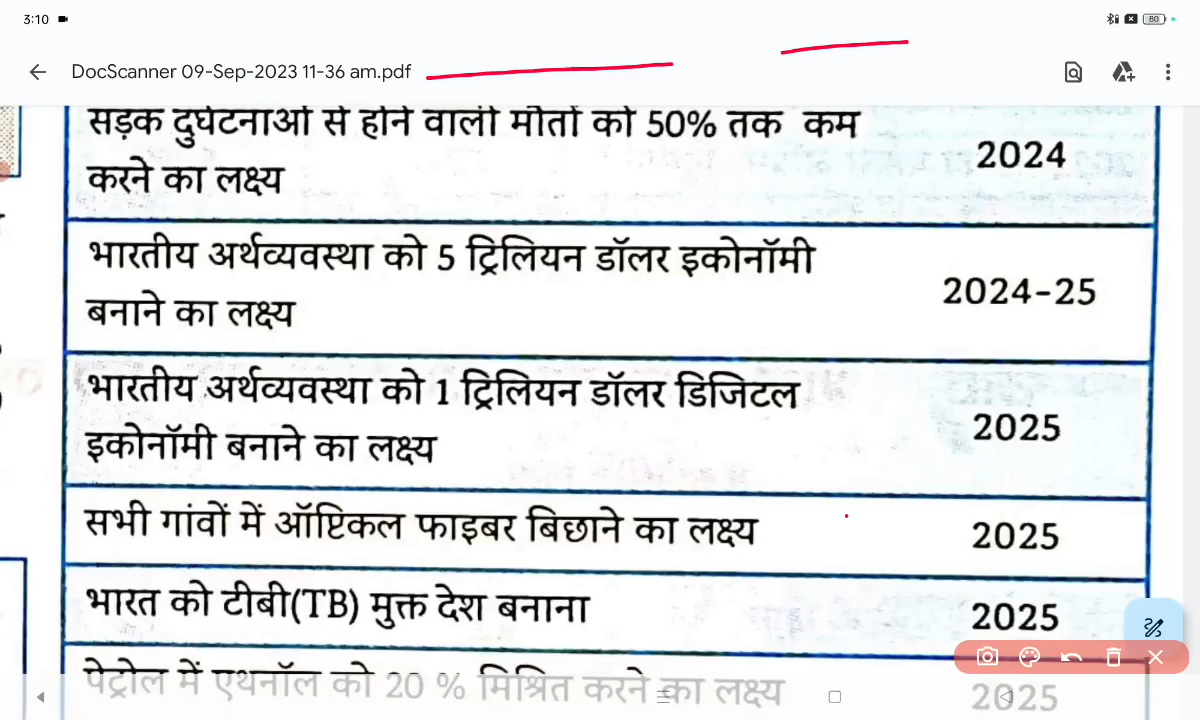 3:10
80
DocScanner 09-Sep-2023 11-36 am.pdf
सड़क दुर्घटनाओं से होने वाली मौतों को 50% तक कम
करने का लक्ष्य
2024
भारतीय अर्थव्यवस्था को 5 ट्रिलियन डॉलर इकोनॉमी
बनाने का लक्ष्य
2024-25
भारतीय अर्थव्यवस्था को 1 ट्रिलियन डॉलर डिजिटल
इकोनॉमी बनाने का लक्ष्य
2025
सभी गांवों में ऑप्टिकल फाइबर बिछाने का लक्ष्य
2025
भारत को टीबी(TB) मुक्त देश बनाना
2025
पेट्रोल में एथनॉल को 20 % मिश्रित करने का लक्ष्य
2025